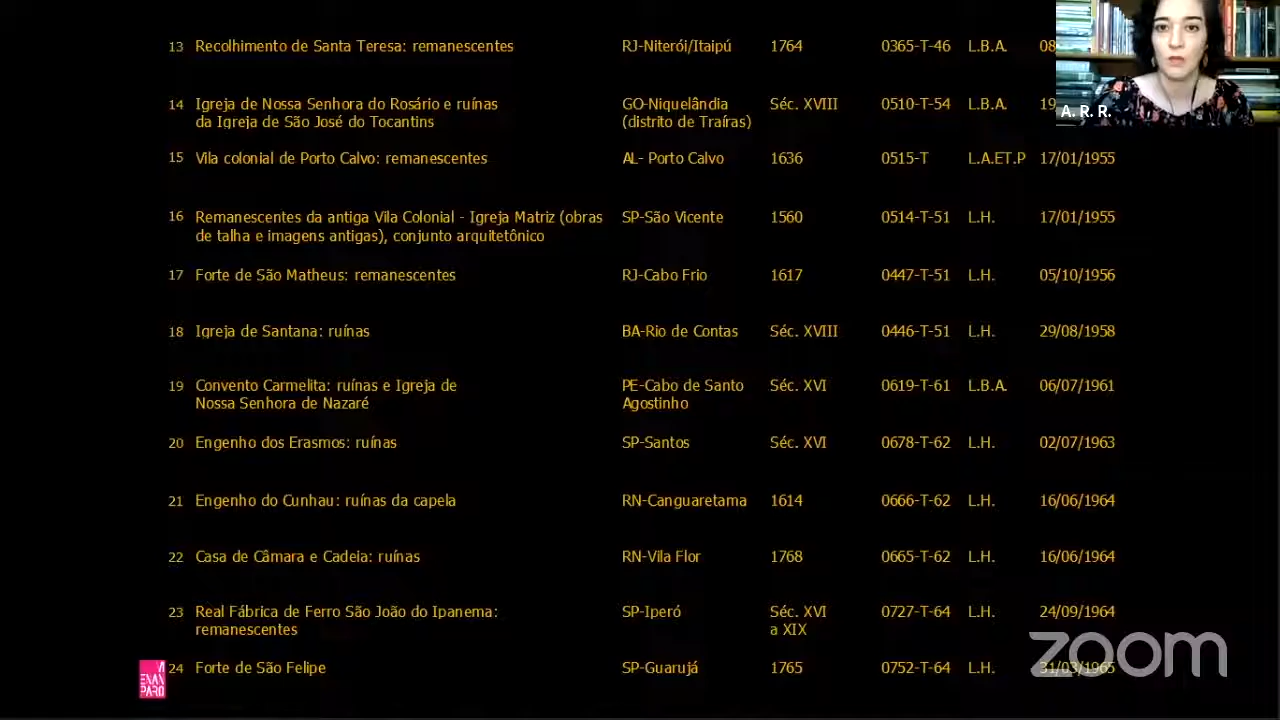 13 Recolhimento de Santa Teresa: remanescentes RJ-Niterói/Itaipú 1764 0365-T-46 L.B.A. 08
A. R. R.
14 Igreja de Nossa Senhora do Rosário e ruínas GO-Niquelândia Séc. XVIII 0510-T-54 L.B.A. 19
da Igreja de São José do Tocantins (distrito de Traíras)
15 Vila colonial de Porto Calvo: remanescentes AL- Porto Calvo 1636 0515-T L.A.ET.P 17/01/1955
16 Remanescentes da antiga Vila Colonial - Igreja Matriz (obras SP-São Vicente 1560 0514-T-51 L.H. 17/01/1955
de talha e imagens antigas), conjunto arquitetônico
17 Forte de São Matheus: remanescentes RJ-Cabo Frio 1617 0447-T-51 L.H. 05/10/1956
18 Igreja de Santana: ruínas BA-Rio de Contas Séc. XVIII 0446-T-51 L.H. 29/08/1958
19 Convento Carmelita: ruínas e Igreja de PE-Cabo de Santo Séc. XVI 0619-T-61 L.B.A. 06/07/1961
Nossa Senhora de Nazaré Agostinho
20 Engenho dos Erasmos: ruínas SP-Santos Séc. XVI 0678-T-62 L.H. 02/07/1963
21 Engenho do Cunhau: ruínas da capela RN-Canguaretama 1614 0666-T-62 L.H. 16/06/1964
22 Casa de Câmara e Cadeia: ruínas RN-Vila Flor 1768 0665-T-62 L.H. 16/06/1964
23 Real Fábrica de Ferro São João do Ipanema: SP-Iperó Séc. XVI 0727-T-64 L.H. 24/09/1964
remanescentes a XIX
24 Forte de São Felipe SP-Guarujá 1765 0752-T-64 L.H. 31/03/1965
zoom
VI
ENAN
PARQ